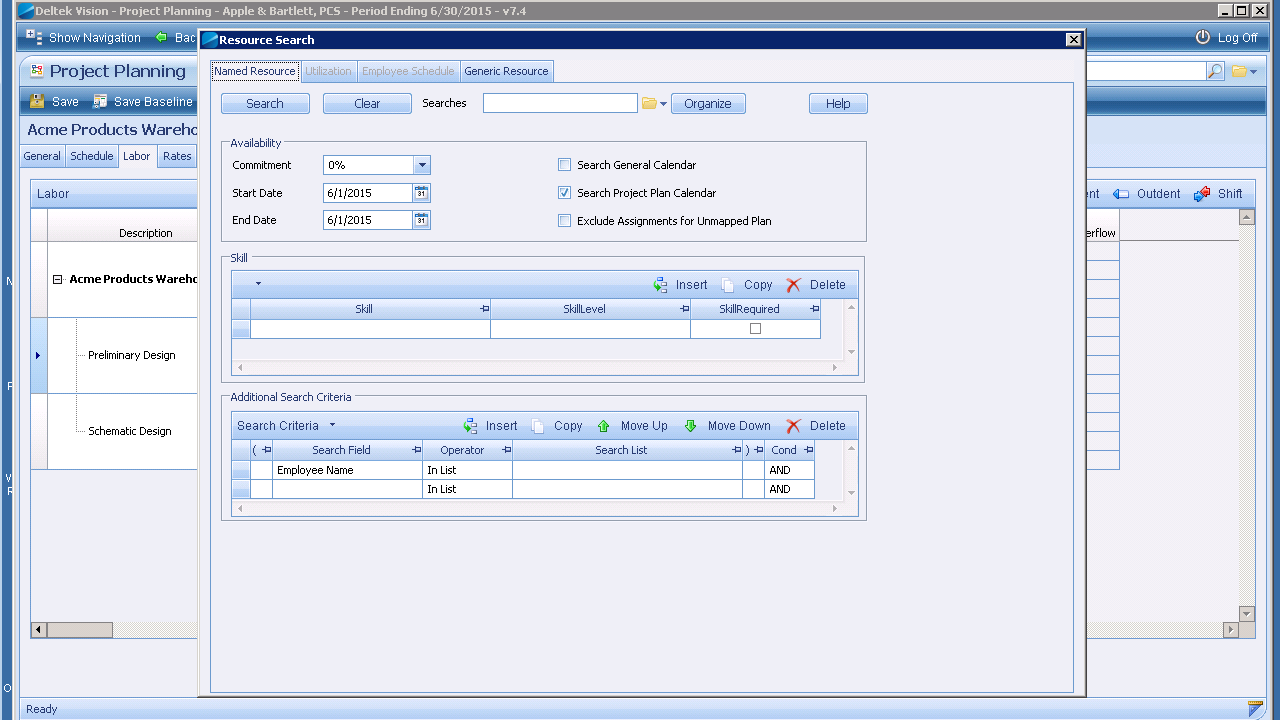 Deltek Vision - Project Planning - Apple & Bartlett, PCS - Period Ending 6/30/2015 - v7.4
Show Navigation
Log Off
Resource Search
Project Planning
Named Resource Utilization Employee Schedule Generic Resource
Save Save Baseline
Search Clear Searches Organize Help
Acme Products Wareho
General Schedule Labor Rates
Availability
Commitment 0% Search General Calendar
Start Date 6/1/2015 31 Search Project Plan Calendar
End Date 6/1/2015 31 Exclude Assignments for Unmapped Plan
Labor
Outdent Shift
Description
erflow
Acme Products Wareho
Preliminary Design
Schematic Design
Skill
Insert Copy Delete
Skill SkillLevel SkillRequired
Additional Search Criteria
Search Criteria Insert Copy Move Up Move Down Delete
( Search Field Operator Search List ) Cond
Employee Name In List AND
In List AND
Ready